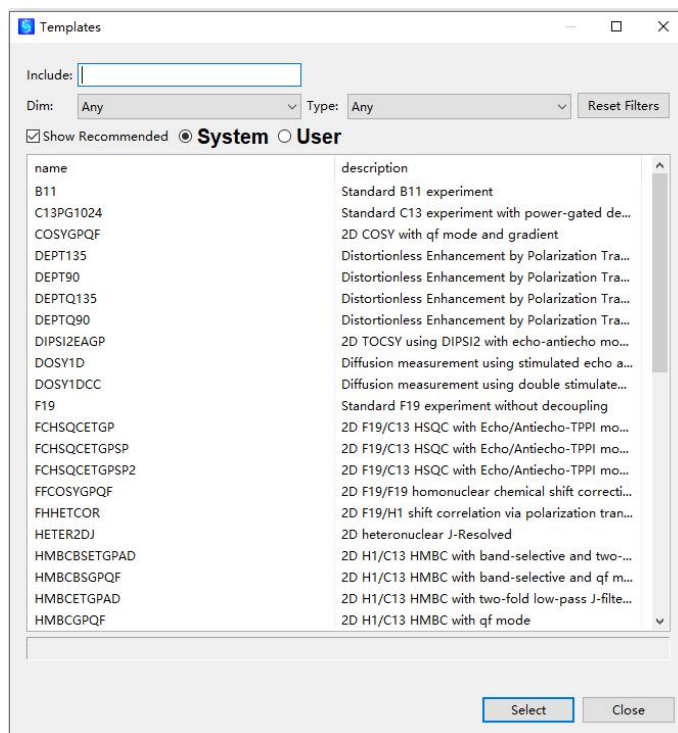 Templates
Include:
Dim: Any Type: Any Reset Filters
Show Recommended System User
name description
B11 Standard B11 experiment
C13PG1024 Standard C13 experiment with power-gated de...
COSYGPQF 2D COSY with qf mode and gradient
DEPT135 Distortionless Enhancement by Polarization Tra...
DEPT90 Distortionless Enhancement by Polarization Tra...
DEPTQ135 Distortionless Enhancement by Polarization Tra...
DEPTQ90 Distortionless Enhancement by Polarization Tra...
DIPSI2EAGP 2D TOCSY using DIPSI2 with echo-antiecho mo...
DOSY1D Diffusion measurement using stimulated echo a...
DOSY1DCC Diffusion measurement using double stimulate...
F19 Standard F19 experiment without decoupling
FCHSQCETGP 2D F19/C13 HSQC with Echo/Antiecho-TPPI mo...
FCHSQCETGPSP 2D F19/C13 HSQC with Echo/Antiecho-TPPI mo...
FCHSQCETGPSP2 2D F19/C13 HSQC with Echo/Antiecho-TPPI mo...
FFCOSYGPQF 2D F19/F19 homonuclear chemical shift correcti...
FHHETCOR 2D F19/H1 shift correlation via polarization tran...
HETER2DJ 2D heteronuclear J-Resolved
HMBCBSETGPAD 2D H1/C13 HMBC with band-selective and two-...
HMBCBSGPQF 2D H1/C13 HMBC with band-selective and qf m...
HMBCETGPAD 2D H1/C13 HMBC with two-fold low-pass J-filte...
HMBCGPQF 2D H1/C13 HMBC with qf mode
Select Close